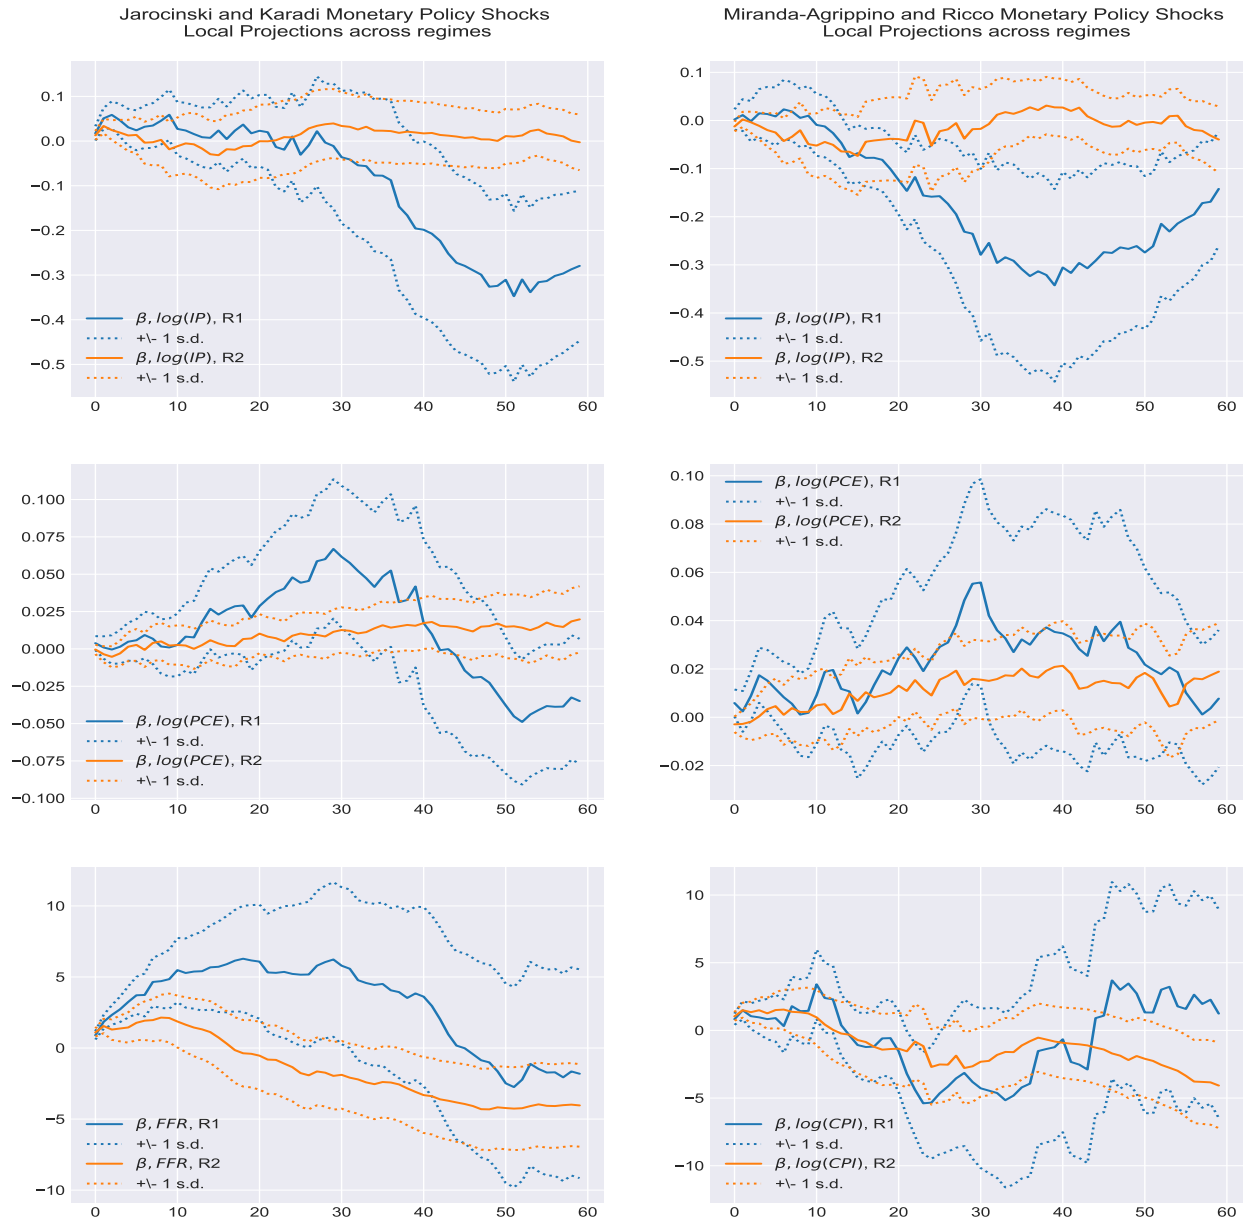 Jarocinski and Karadi Monetary Policy Shocks
Local Projections across regimes
0.1
0.0
−0.1
−0.2
−0.3
−0.4
−0.5
β, log(IP), R1
+\- 1 s.d.
β, log(IP), R2
+\- 1 s.d.
0 10 20 30 40 50 60
Miranda-Agrippino and Ricco Monetary Policy Shocks
Local Projections across regimes
0.1
0.0
−0.1
−0.2
−0.3
−0.4
−0.5
β, log(IP), R1
+\- 1 s.d.
β, log(IP), R2
+\- 1 s.d.
0 10 20 30 40 50 60
0.100
0.075
0.050
0.025
0.000
−0.025
−0.050
−0.075
−0.100
β, log(PCE), R1
+\- 1 s.d.
β, log(PCE), R2
+\- 1 s.d.
0 10 20 30 40 50 60
0.10
0.08
0.06
0.04
0.02
0.00
−0.02
β, log(PCE), R1
+\- 1 s.d.
β, log(PCE), R2
+\- 1 s.d.
0 10 20 30 40 50 60
10
5
0
−5
−10
β, FFR, R1
+\- 1 s.d.
β, FFR, R2
+\- 1 s.d.
0 10 20 30 40 50 60
10
5
0
−5
−10
β, log(CPI), R1
+\- 1 s.d.
β, log(CPI), R2
+\- 1 s.d.
0 10 20 30 40 50 60